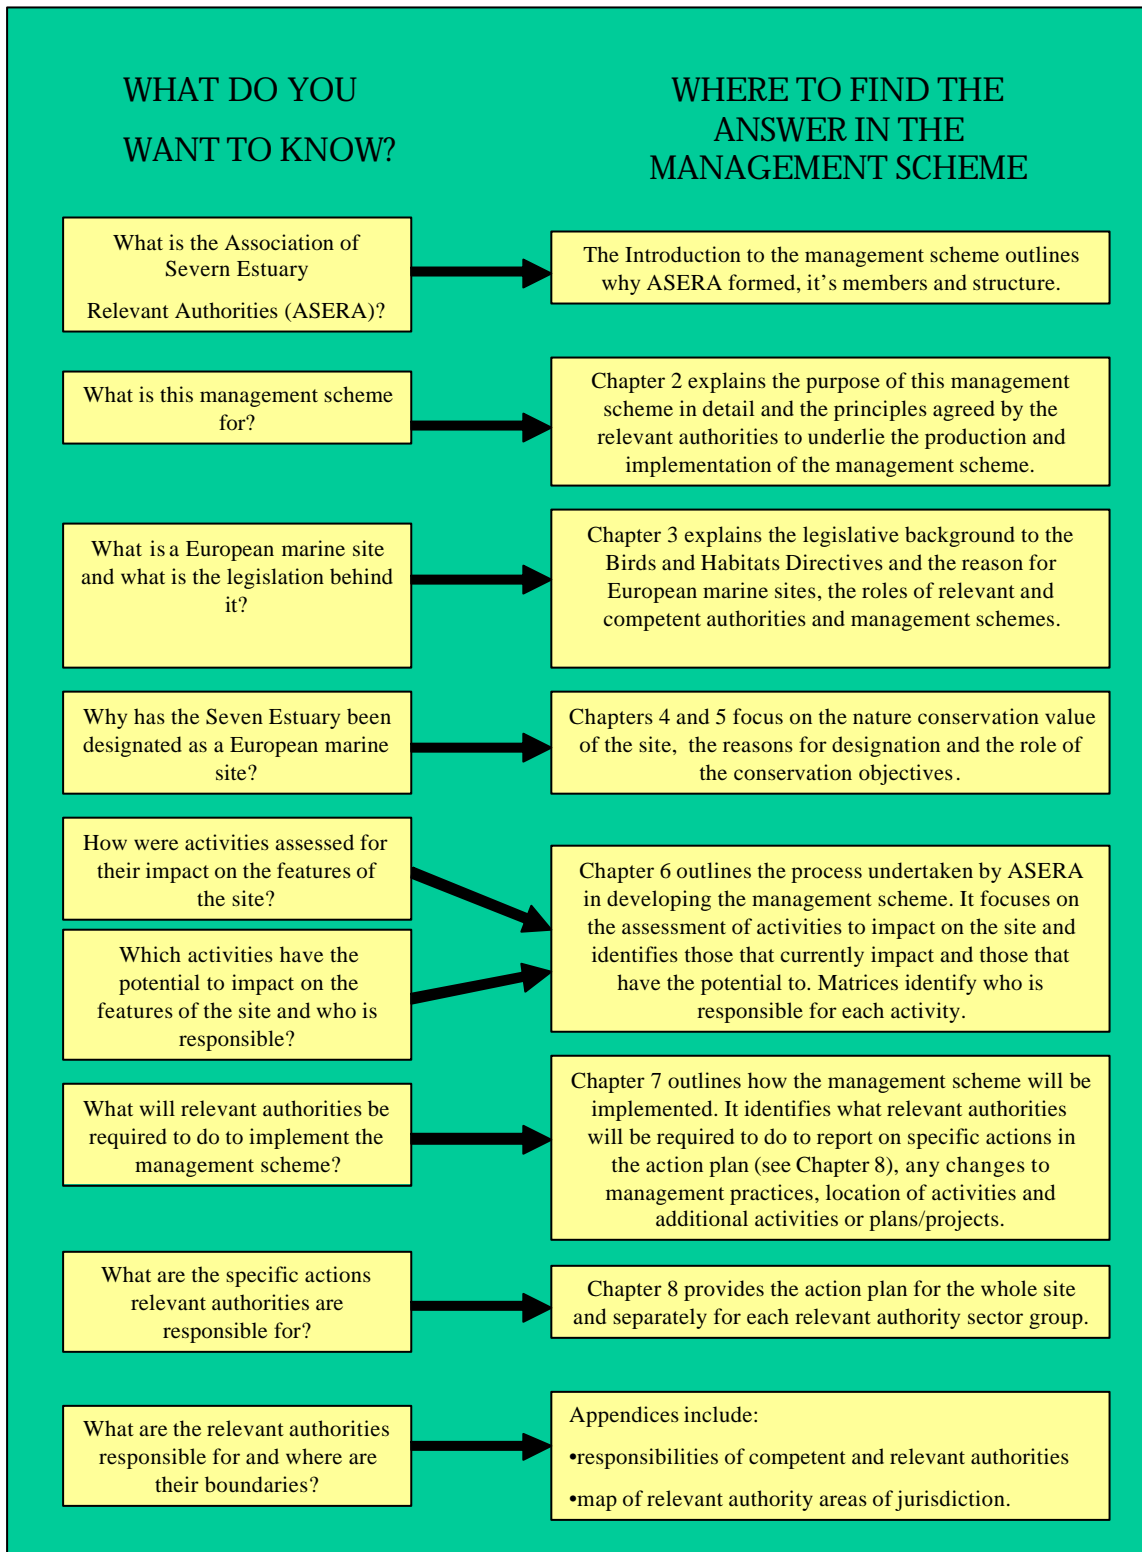 WHAT DO YOU
WANT TO KNOW?
WHERE TO FIND THE
ANSWER IN THE
MANAGEMENT SCHEME
What is the Association of
Severn Estuary
Relevant Authorities (ASERA)?
The Introduction to the management scheme outlines
why ASERA formed, it's members and structure.
What is this management scheme
for?
Chapter 2 explains the purpose of this management
scheme in detail and the principles agreed by the
relevant authorities to underlie the production and
implementation of the management scheme.
What is a European marine site
and what is the legislation behind
it?
Chapter 3 explains the legislative background to the
Birds and Habitats Directives and the reason for
European marine sites, the roles of relevant and
competent authorities and management schemes.
Why has the Seven Estuary been
designated as a European marine
site?
Chapters 4 and 5 focus on the nature conservation value
of the site, the reasons for designation and the role of
the conservation objectives.
How were activities assessed for
their impact on the features of
the site?
Which activities have the
potential to impact on the
features of the site and who is
responsible?
Chapter 6 outlines the process undertaken by ASERA
in developing the management scheme. It focuses on
the assessment of activities to impact on the site and
identifies those that currently impact and those that
have the potential to. Matrices identify who is
responsible for each activity.
What will relevant authorities be
required to do to implement the
management scheme?
Chapter 7 outlines how the management scheme will be
implemented. It identifies what relevant authorities
will be required to do to report on specific actions in
the action plan (see Chapter 8), any changes to
management practices, location of activities and
additional activities or plans/projects.
What are the specific actions
relevant authorities are
responsible for?
Chapter 8 provides the action plan for the whole site
and separately for each relevant authority sector group.
What are the relevant authorities
responsible for and where are
their boundaries?
Appendices include:
•responsibilities of competent and relevant authorities
•map of relevant authority areas of jurisdiction.